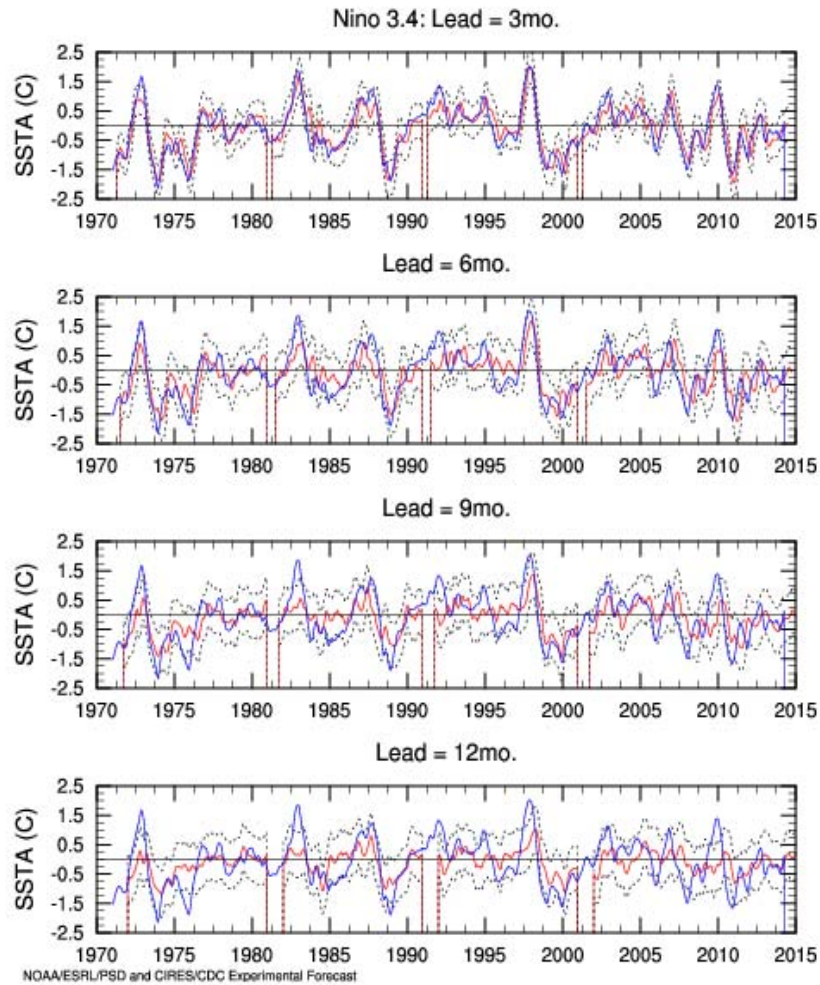 Nino 3.4: Lead = 3mo.
SSTA (C)
2.5
1.5
0.5
-0.5
-1.5
-2.5
1970 1975 1980 1985 1990 1995 2000 2005 2010 2015
Lead = 6mo.
SSTA (C)
2.5
1.5
0.5
-0.5
-1.5
-2.5
1970 1975 1980 1985 1990 1995 2000 2005 2010 2015
Lead = 9mo.
SSTA (C)
2.5
1.5
0.5
-0.5
-1.5
-2.5
1970 1975 1980 1985 1990 1995 2000 2005 2010 2015
Lead = 12mo.
SSTA (C)
2.5
1.5
0.5
-0.5
-1.5
-2.5
1970 1975 1980 1985 1990 1995 2000 2005 2010 2015
NOAA/ESRL/PSD and CIRES/CDC Experimental Forecast